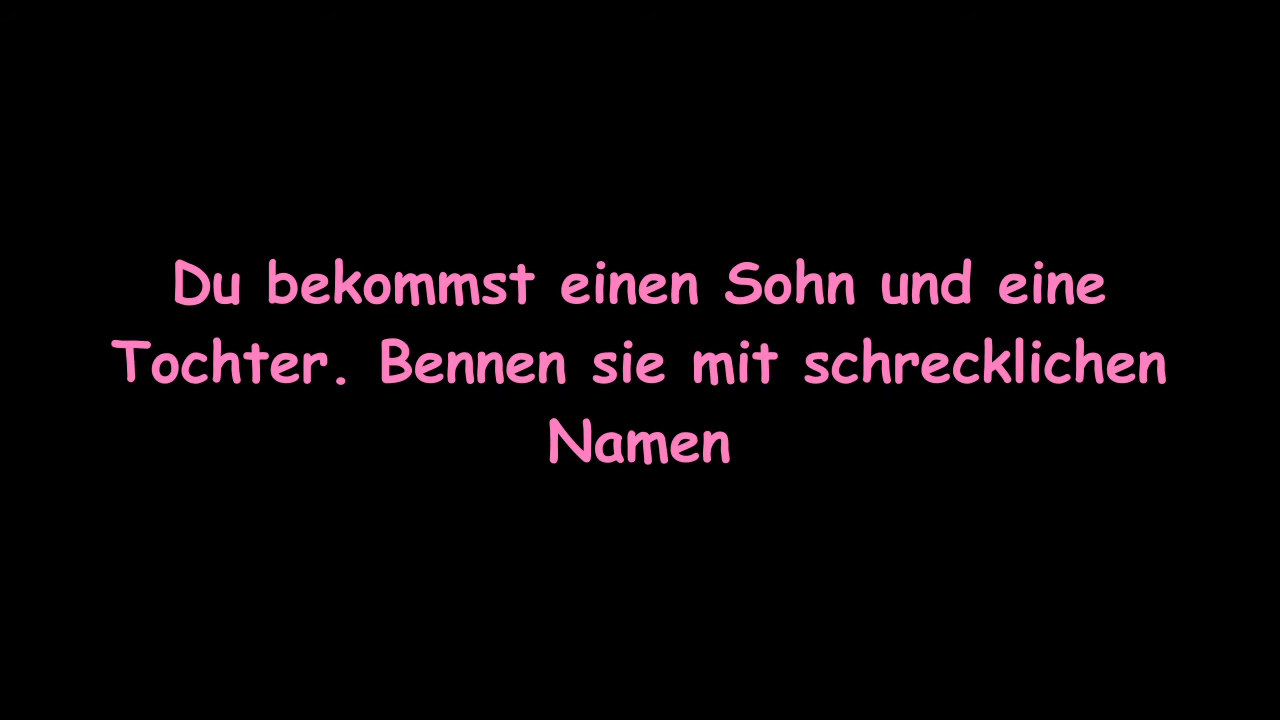 Du bekommst einen Sohn und eine
Tochter. Bennen sie mit schrecklichen
Namen